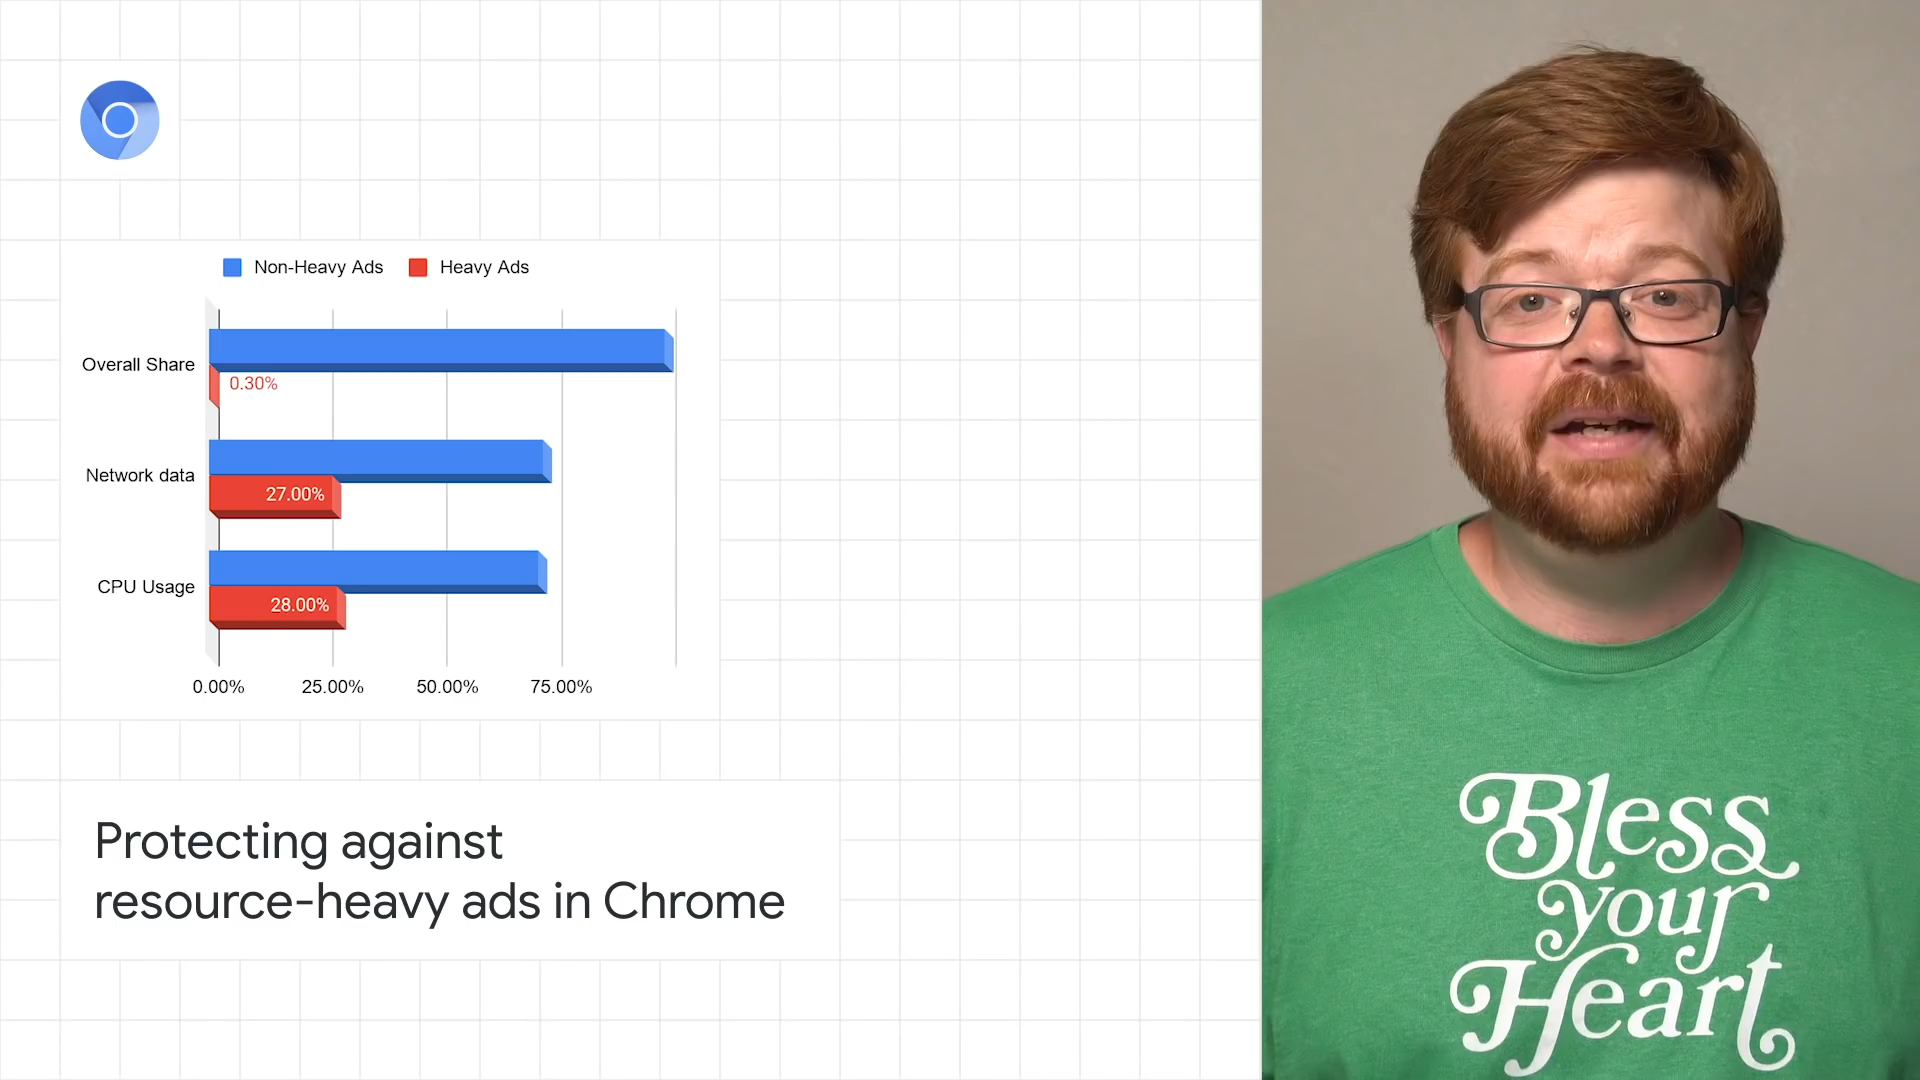 Non-Heavy Ads Heavy Ads
Overall Share
0.30%
Network data
27.00%
CPU Usage
28.00%
0.00% 25.00% 50.00% 75.00%
Protecting against
resource-heavy ads in Chrome
Bless
your
Heart